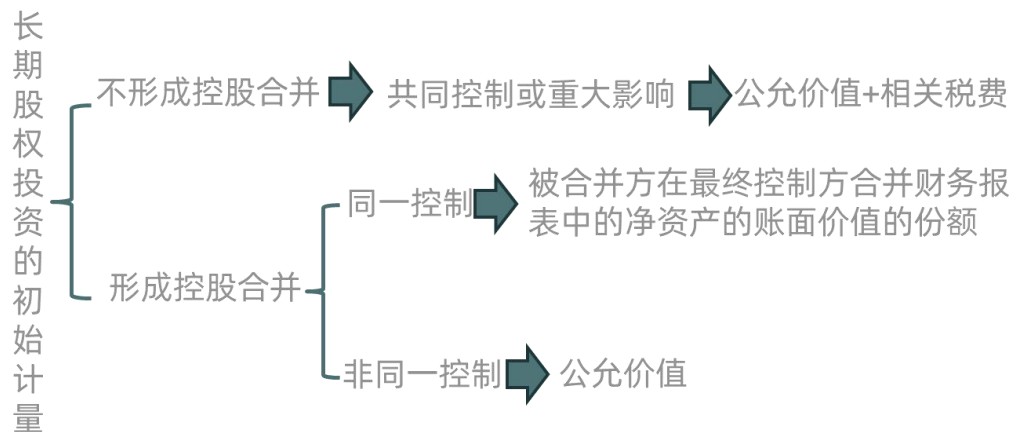 长期股权投资的初始计量
不形成控股合并
共同控制或重大影响
公允价值+相关税费
形成控股合并
同一控制
被合并方在最终控制方合并财务报
表中的净资产的账面价值的份额
非同一控制
公允价值